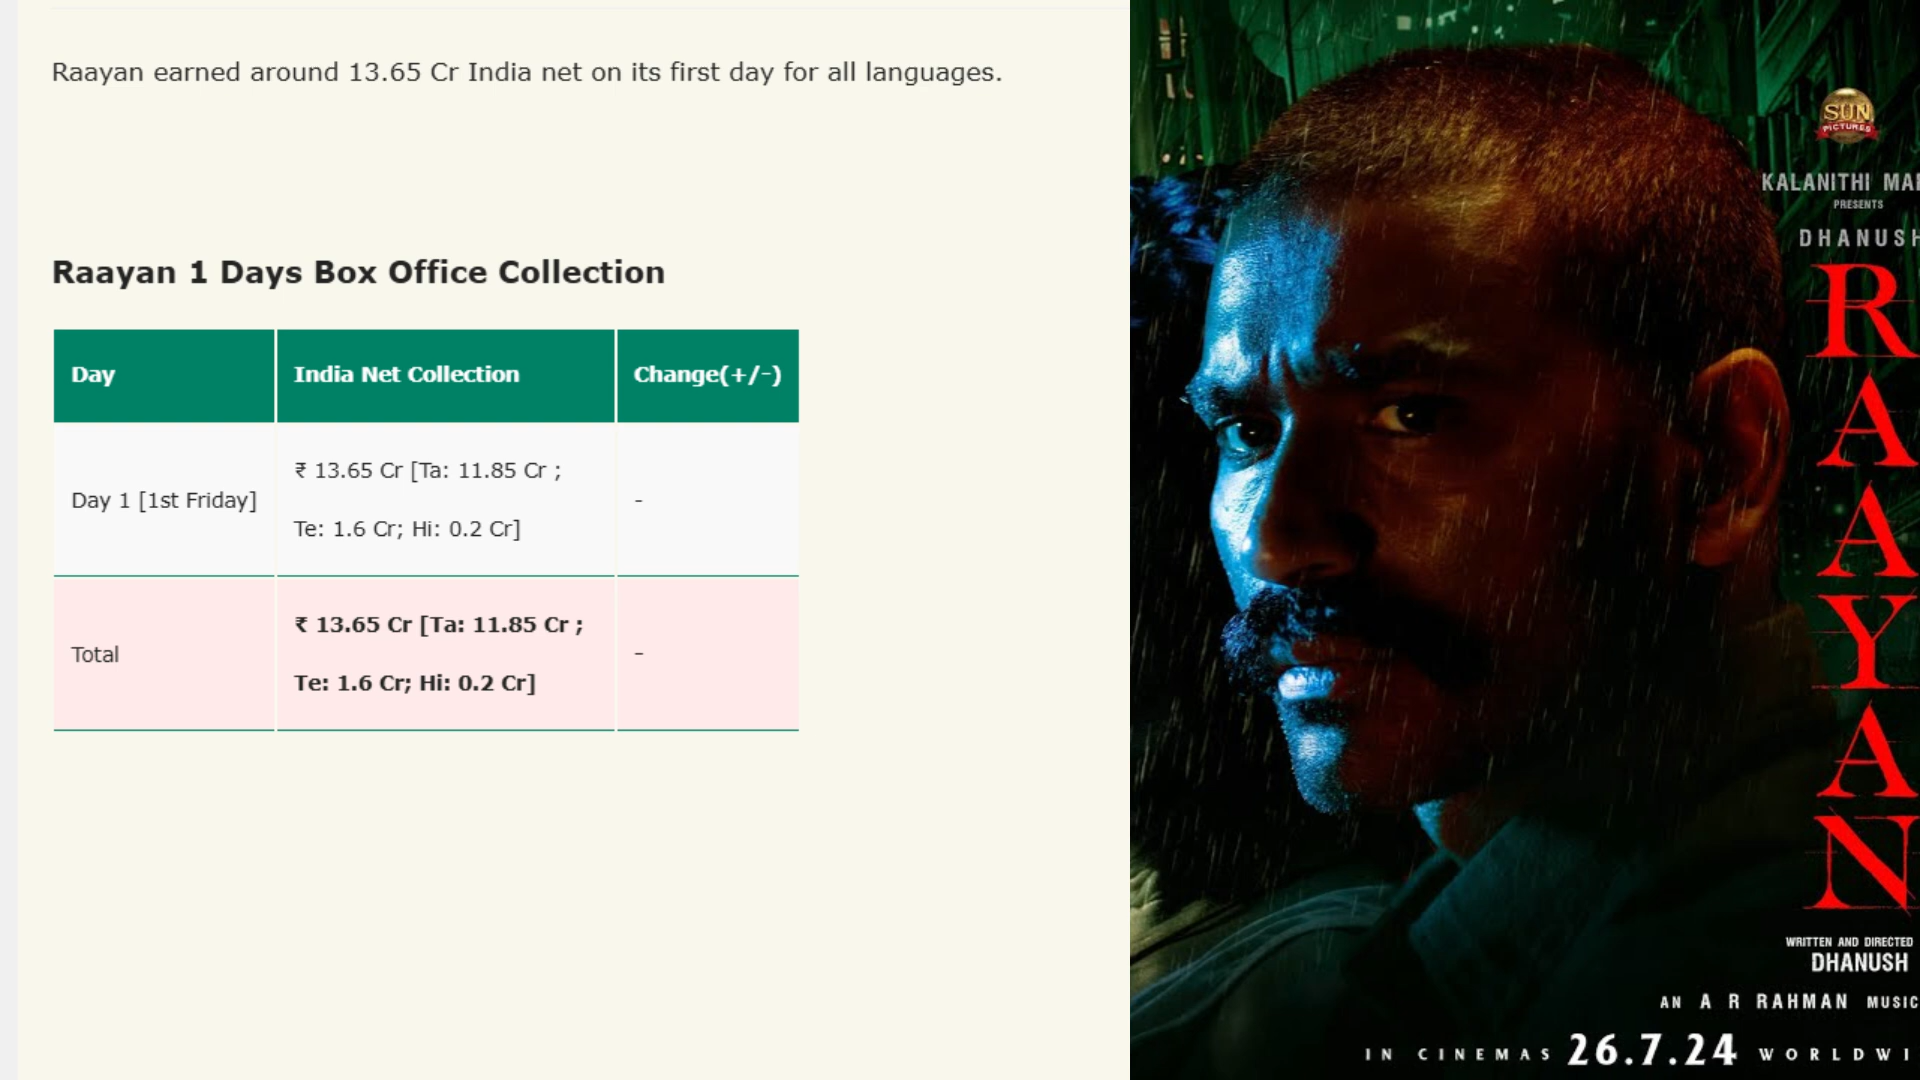 Raayan earned around 13.65 Cr India net on its first day for all languages.
Raayan 1 Days Box Office Collection
Day India Net Collection Change(+/-)
Day 1 [1st Friday] ₹ 13.65 Cr [Ta: 11.85 Cr ; -
Te: 1.6 Cr; Hi: 0.2 Cr]
Total ₹ 13.65 Cr [Ta: 11.85 Cr ; -
Te: 1.6 Cr; Hi: 0.2 Cr]
SUN
PICTURES
KALANITHI
PRESENTS
DHANUSH
RAAYAN
WRITTEN AND DIRECTED
DHANUSH
AN A R RAHMAN MUSIC
IN CINEMAS 26.7.24